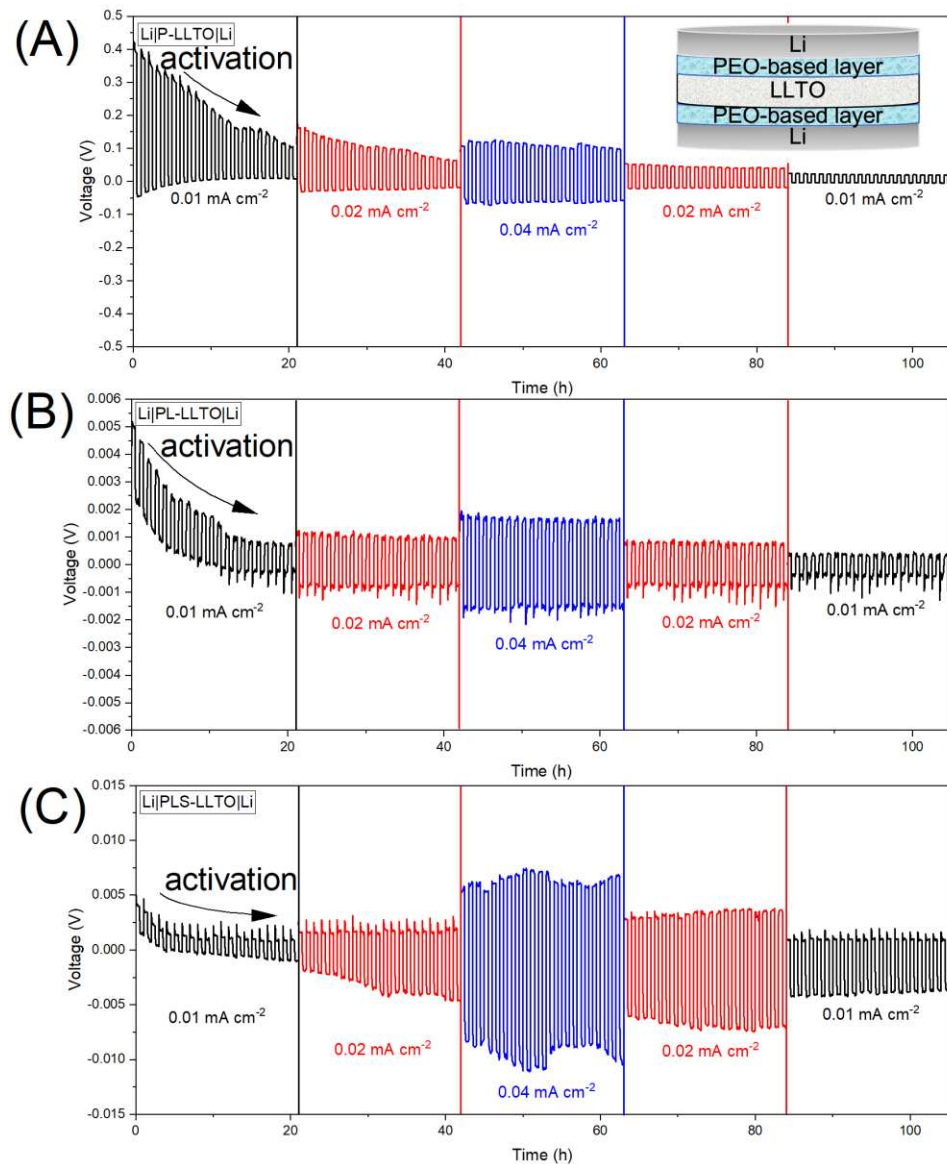 (A)
Li|P-LLTO|Li
activation
Li
PEO-based layer
LLTO
PEO-based layer
Li
0.5
0.4
0.3
0.2
0.1
0.0
0.1
0.2
0.3
0.4
0.5
Voltage (V)
0.01 mA cm⁻²
0.02 mA cm⁻²
0.04 mA cm⁻²
0.02 mA cm⁻²
0.01 mA cm⁻²
0 20 40 60 80 100
Time (h)
(B)
Li|PL-LLTO|Li
activation
0.006
0.005
0.004
0.003
0.002
0.001
0.000
-0.001
-0.002
-0.003
-0.004
-0.005
-0.006
Voltage (V)
0.01 mA cm⁻²
0.02 mA cm⁻²
0.04 mA cm⁻²
0.02 mA cm⁻²
0.01 mA cm⁻²
0 20 40 60 80 100
Time (h)
(C)
Li|PLS-LLTO|Li
activation
0.015
0.010
0.005
0.000
-0.005
-0.010
-0.015
Voltage (V)
0.01 mA cm⁻²
0.02 mA cm⁻²
0.04 mA cm⁻²
0.02 mA cm⁻²
0.01 mA cm⁻²
0 20 40 60 80 100
Time (h)